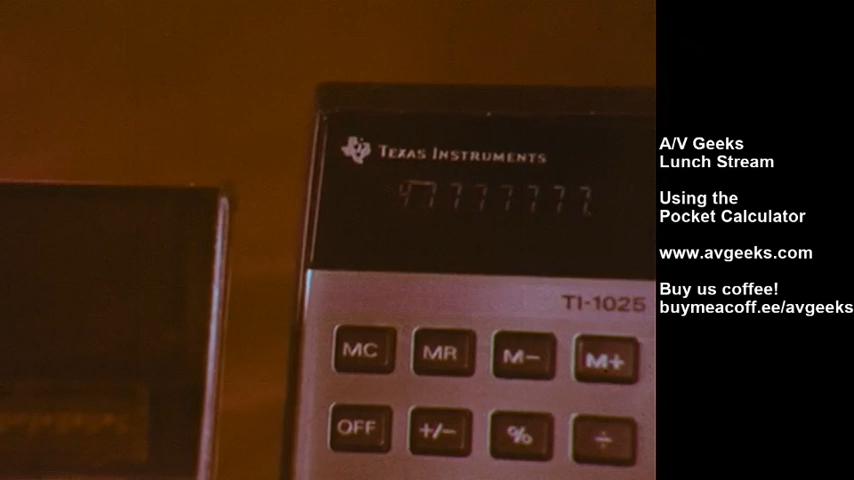 TEXAS INSTRUMENTS
TI-1025
MC MR M− M+
OFF +/− % ÷
A/V Geeks
Lunch Stream
Using the
Pocket Calculator
www.avgeeks.com
Buy us coffee!
buymeacoff.ee/avgeeks